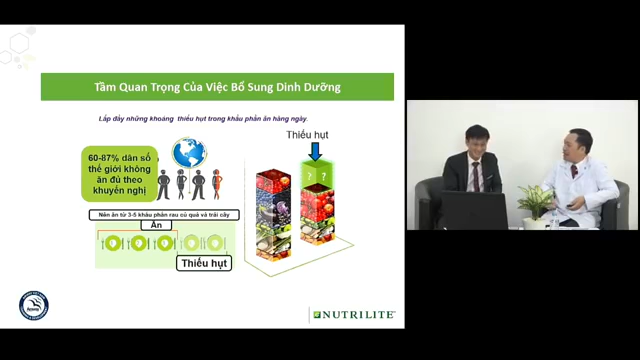 Tầm Quan Trọng Của Việc Bổ Sung Dinh Dưỡng
Lấp đầy những khoảng thiếu hụt trong khẩu phần ăn hàng ngày.
60-87% dân số
thế giới không
ăn đủ theo
khuyến nghị
Thiếu hụt
? ?
Nên ăn từ 3-5 khẩu phần rau củ quả và trái cây
Ăn
? ?
Thiếu hụt
NUTRILITE